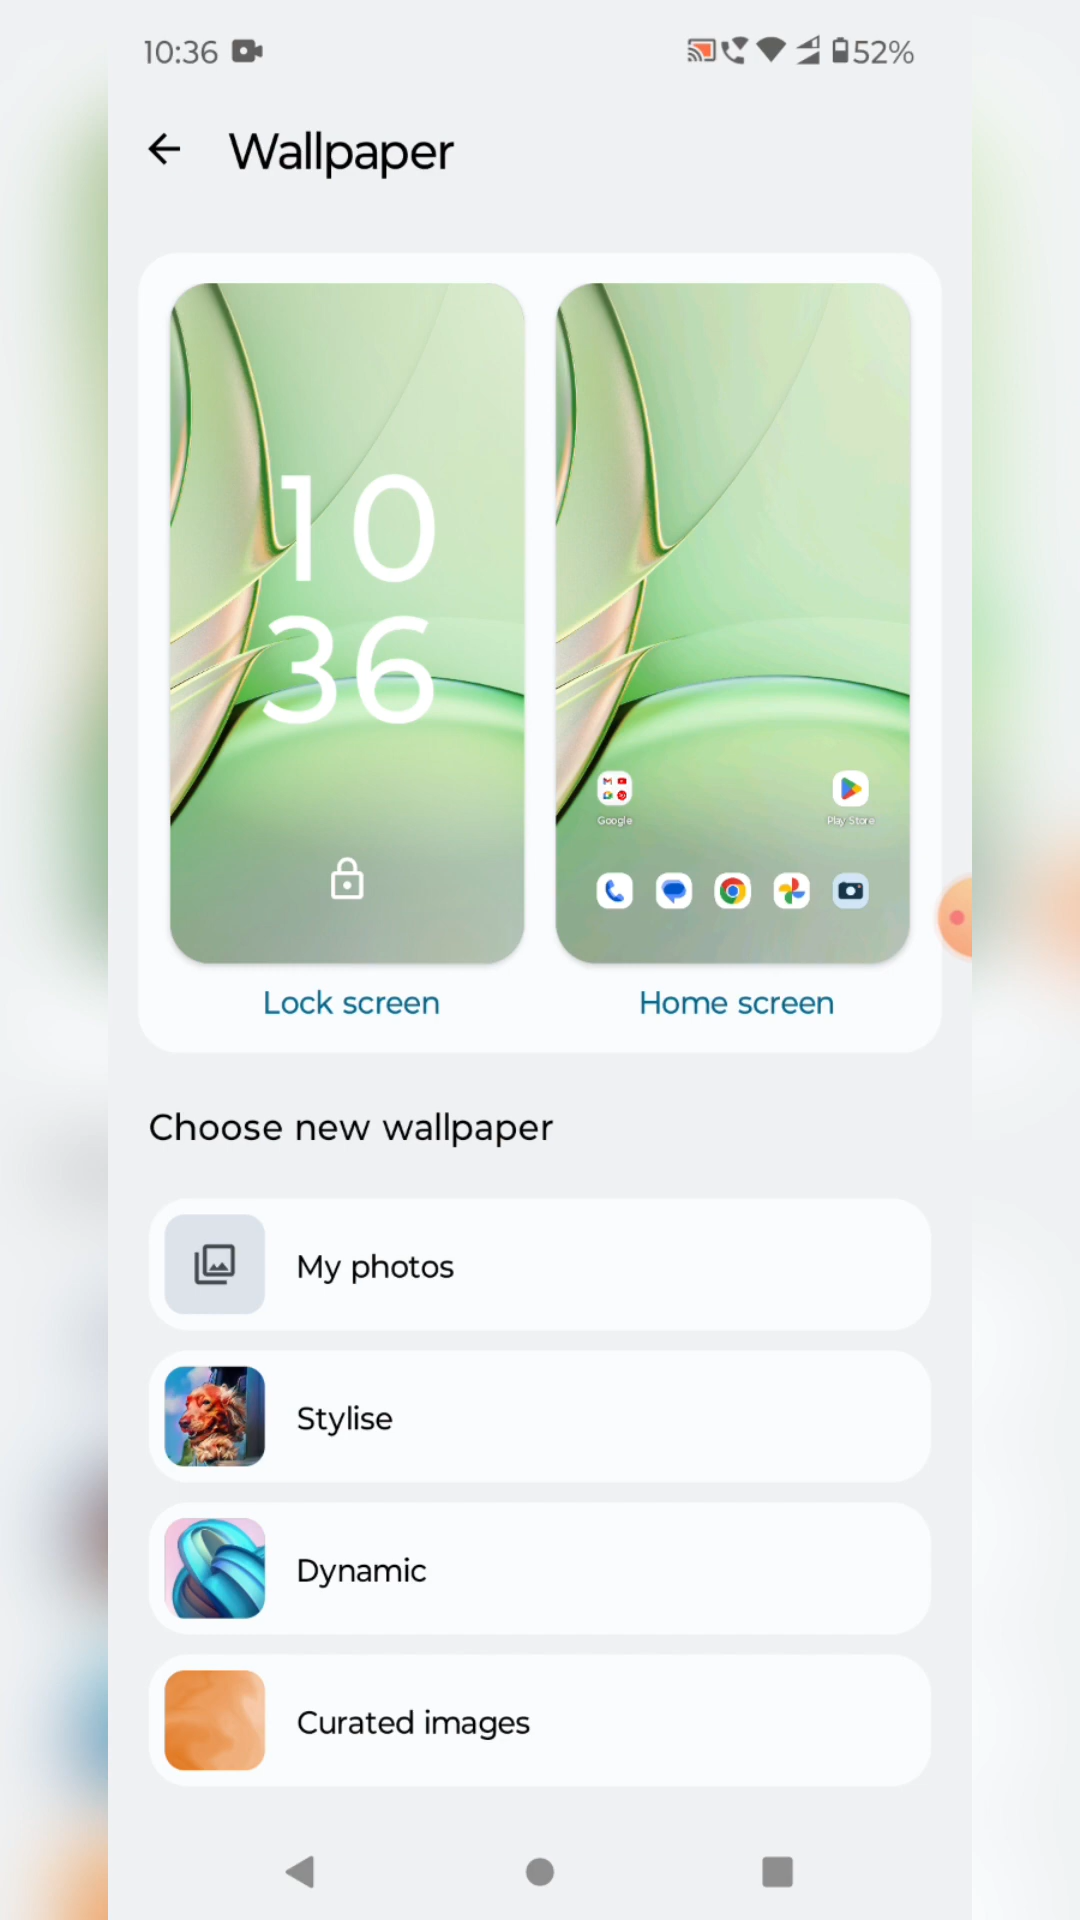 10:36
52%
Wallpaper
10
36
Google
Play Store
Lock screen
Home screen
Choose new wallpaper
My photos
Stylise
Dynamic
Curated images